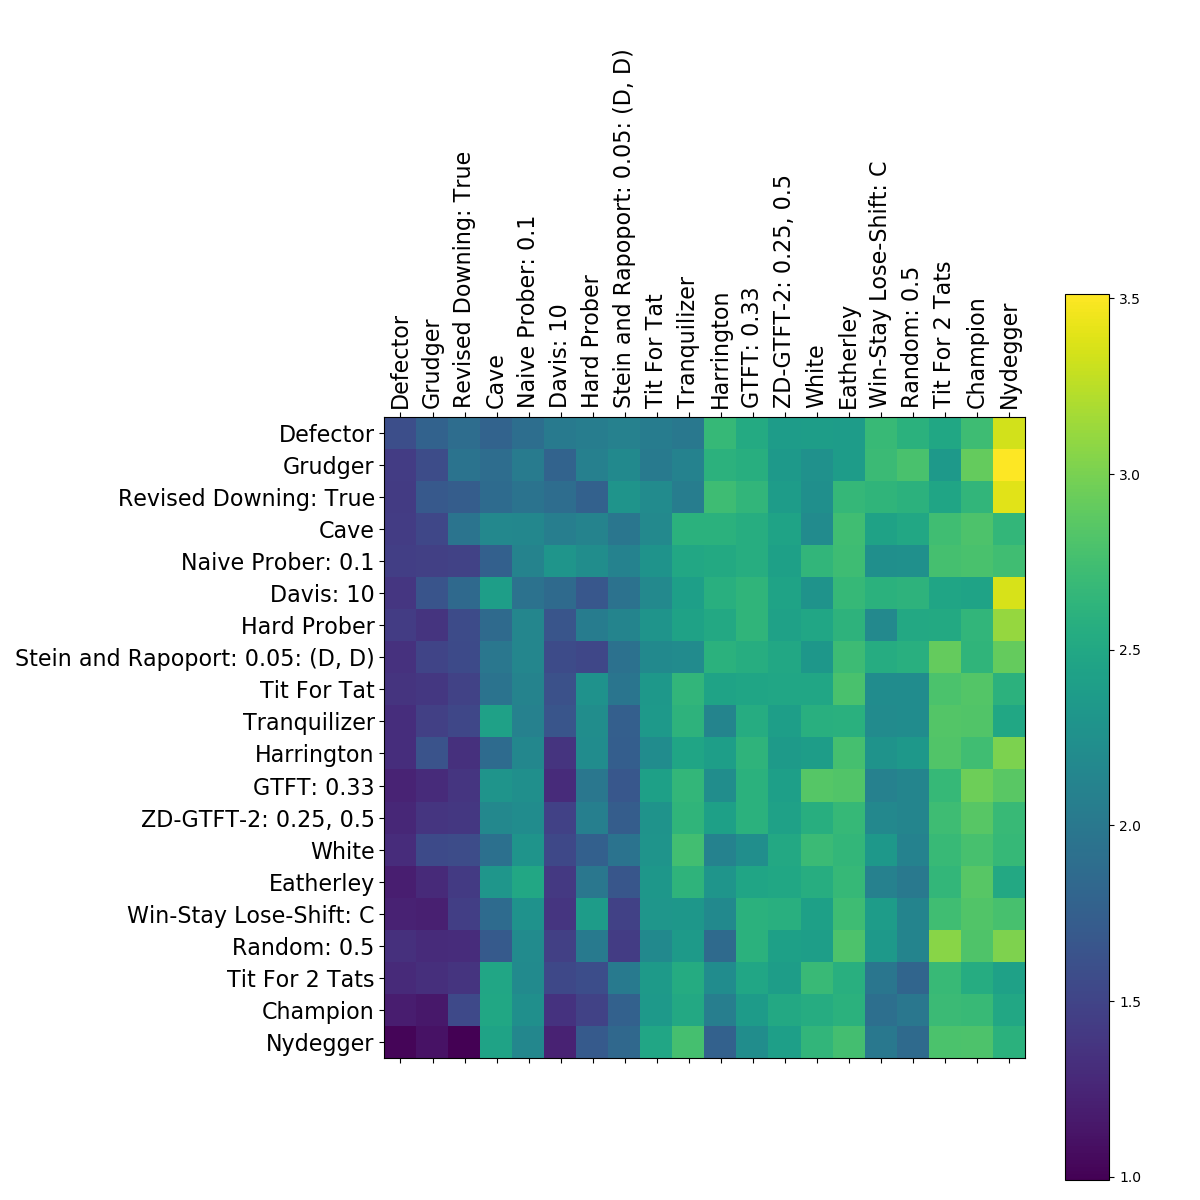 Defector
Grudger
Revised Downing: True
Cave
Naive Prober: 0.1
Davis: 10
Hard Prober
Stein and Rapoport: 0.05: (D, D)
Tit For Tat
Tranquilizer
Harrington
GTFT: 0.33
ZD-GTFT-2: 0.25, 0.5
White
Eatherley
Win-Stay Lose-Shift: C
Random: 0.5
Tit For 2 Tats
Champion
Nydegger
Defector
Grudger
Revised Downing: True
Cave
Naive Prober: 0.1
Davis: 10
Hard Prober
Stein and Rapoport: 0.05: (D, D)
Tit For Tat
Tranquilizer
Harrington
GTFT: 0.33
ZD-GTFT-2: 0.25, 0.5
White
Eatherley
Win-Stay Lose-Shift: C
Random: 0.5
Tit For 2 Tats
Champion
Nydegger
3.5
3.0
2.5
2.0
1.5
1.0